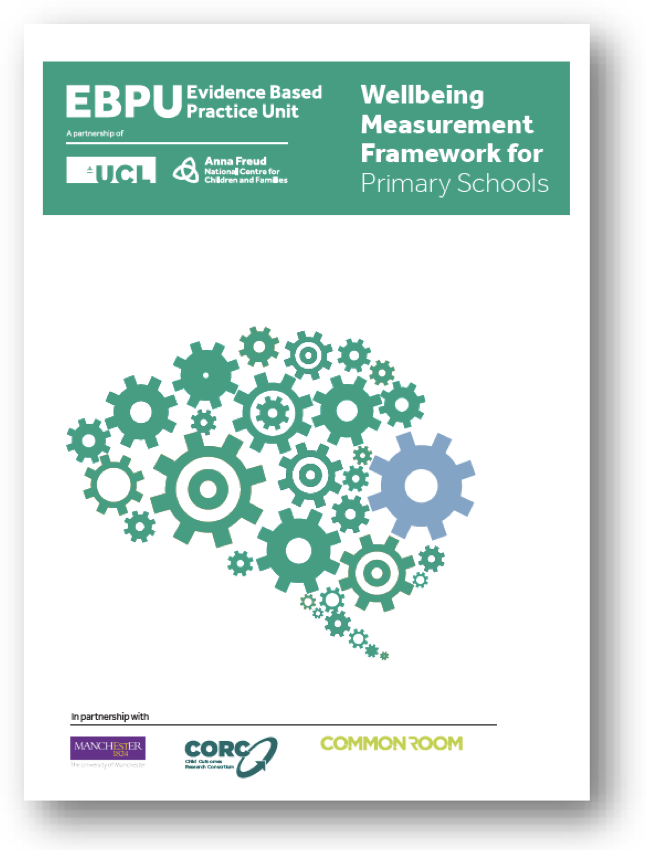 EBPU Evidence Based
Practice Unit
A partnership of
UCL
Anna Freud
National Centre for
Children and Families
Wellbeing
Measurement
Framework for
Primary Schools
In partnership with
MANCHESTER
1824
The University of Manchester
CORC
Child Outcomes
Research Consortium
COMMON ROOM